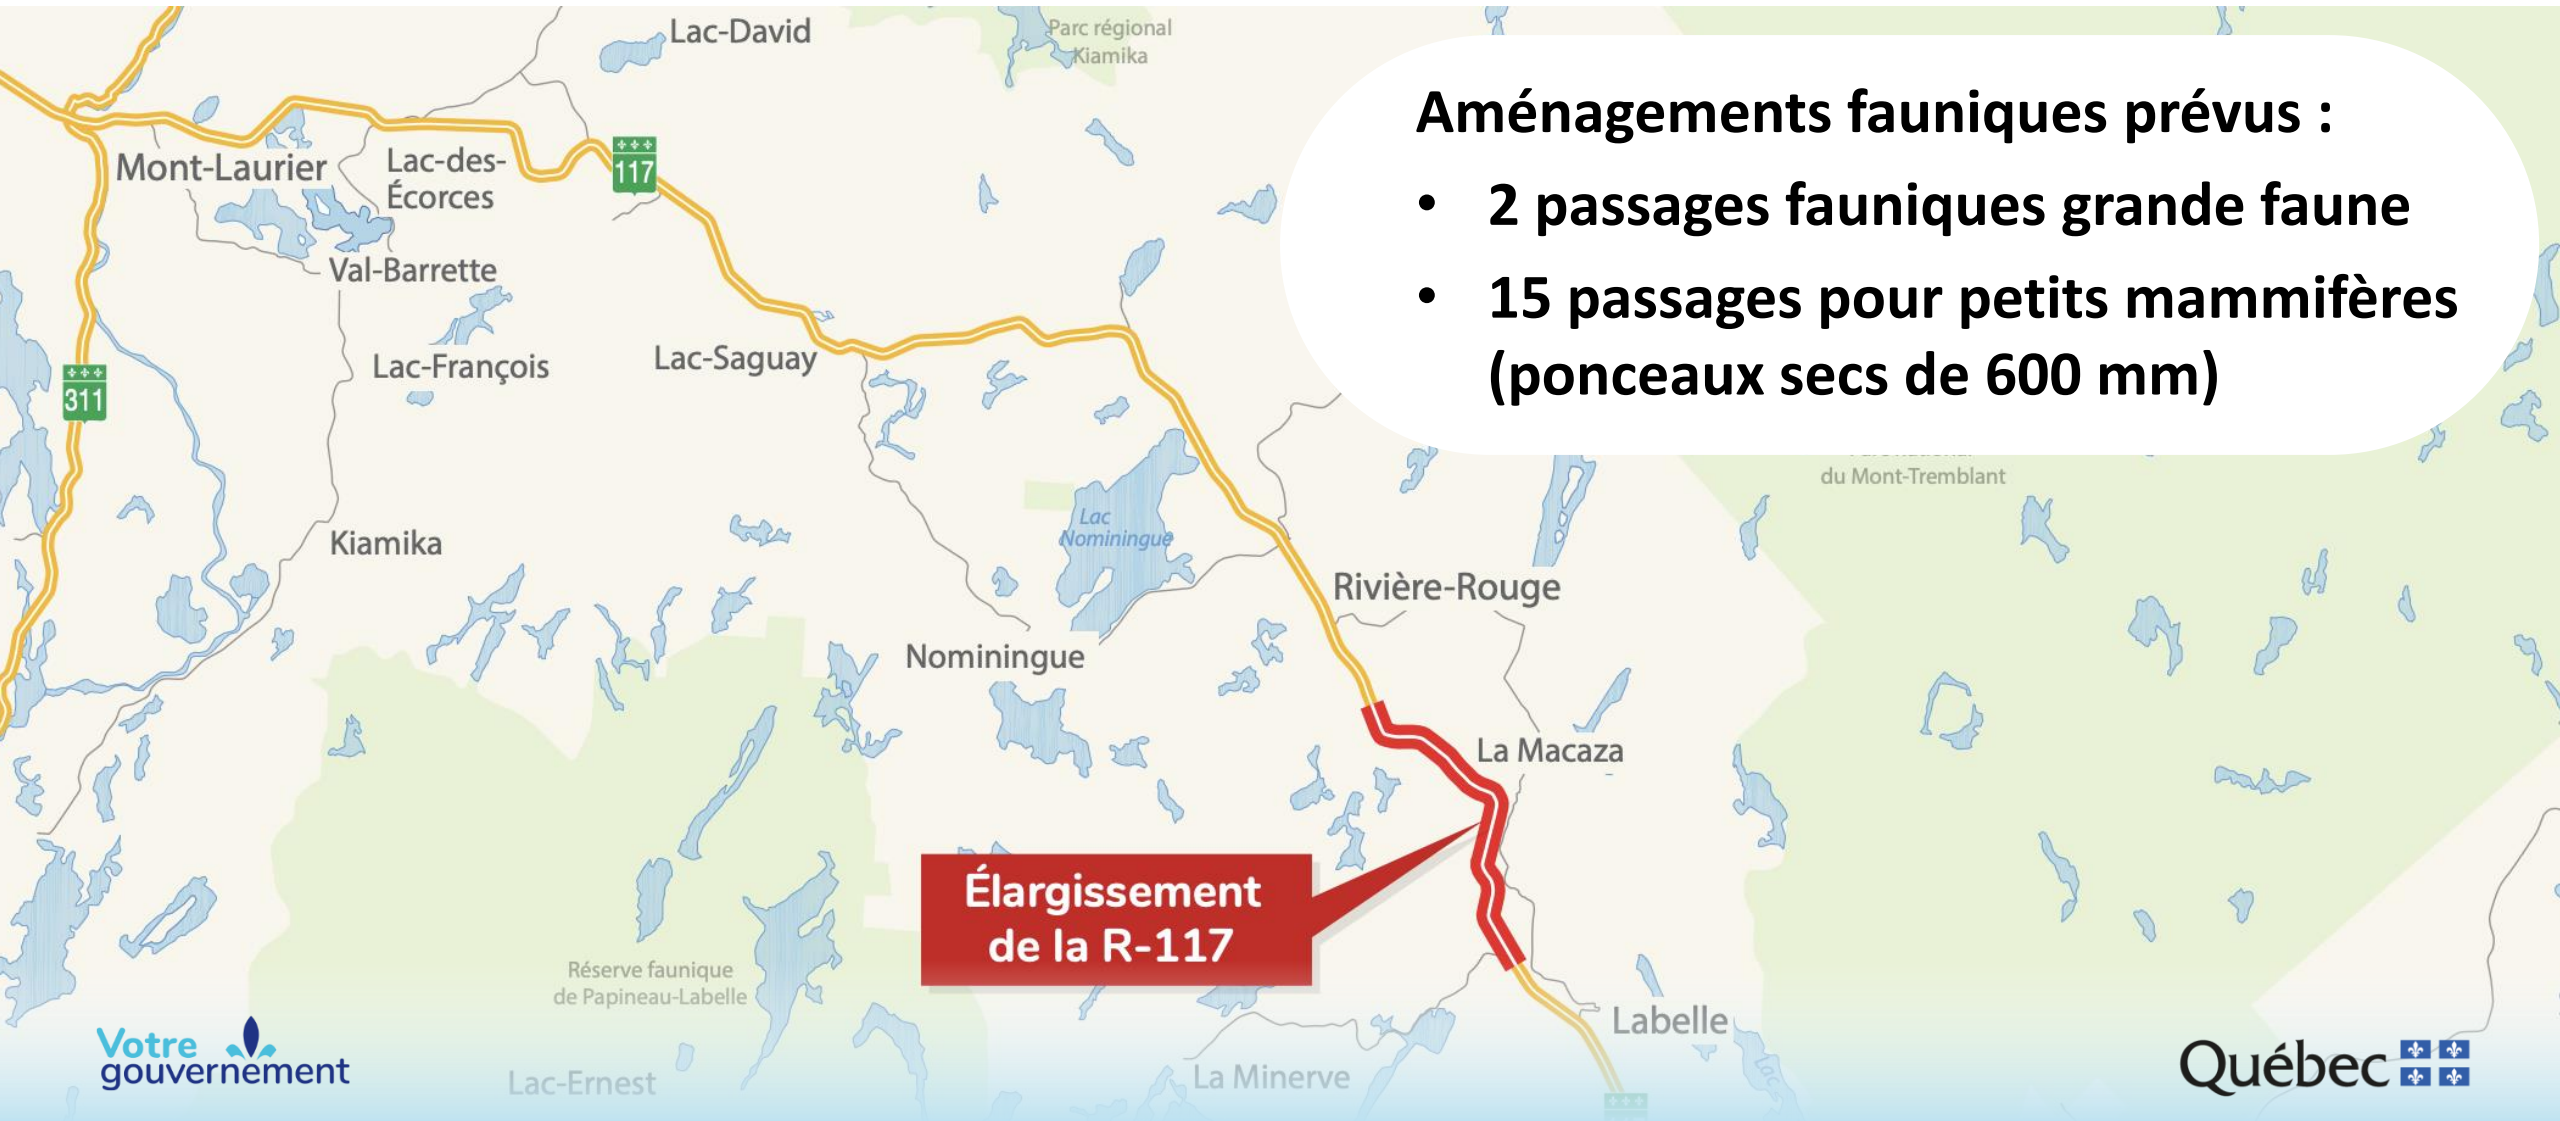 Lac-David
Parc régional
Kiamika
Aménagements fauniques prévus :
• 2 passages fauniques grande faune
• 15 passages pour petits mammifères
(ponceaux secs de 600 mm)
117
Mont-Laurier
Lac-des-
Écorces
Val-Barrette
Lac-François
Lac-Saguay
311
du Mont-Tremblant
Lac
Nominingue
Kiamika
Rivière-Rouge
Nominingue
La Macaza
Élargissement
de la R-117
Réserve faunique
de Papineau-Labelle
Labelle
Lac-Ernest
La Minerve
Lac
Votre
gouvernement
Québec